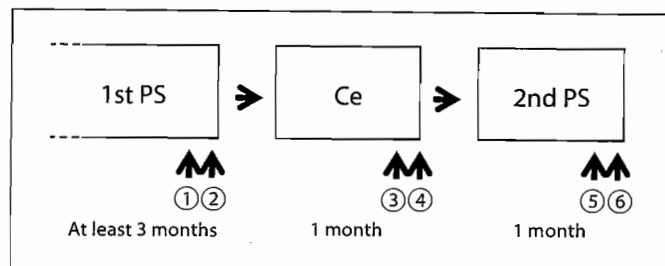 1st PS
Ce
2nd PS
①②
③④
⑤⑥
At least 3 months
1 month
1 month